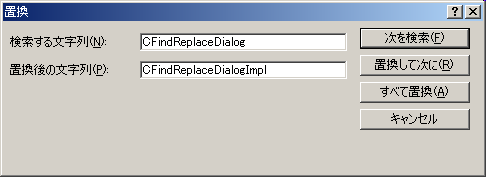 置換
検索する文字列(N):
CFindReplaceDialog
次を検索(F)
置換後の文字列(P):
CFindReplaceDialogImpl
置換して次に(R)
すべて置換(A)
キャンセル